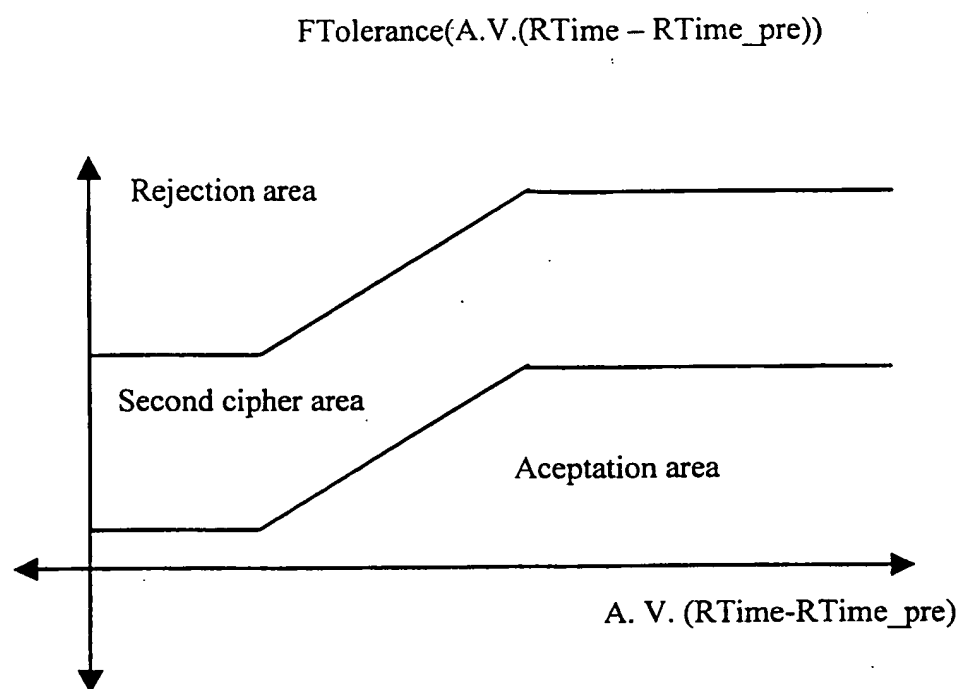 FTolerance(A.V.(RTime – RTime_pre))
Rejection area
Second cipher area
Aceptation area
A. V. (RTime-RTime_pre)